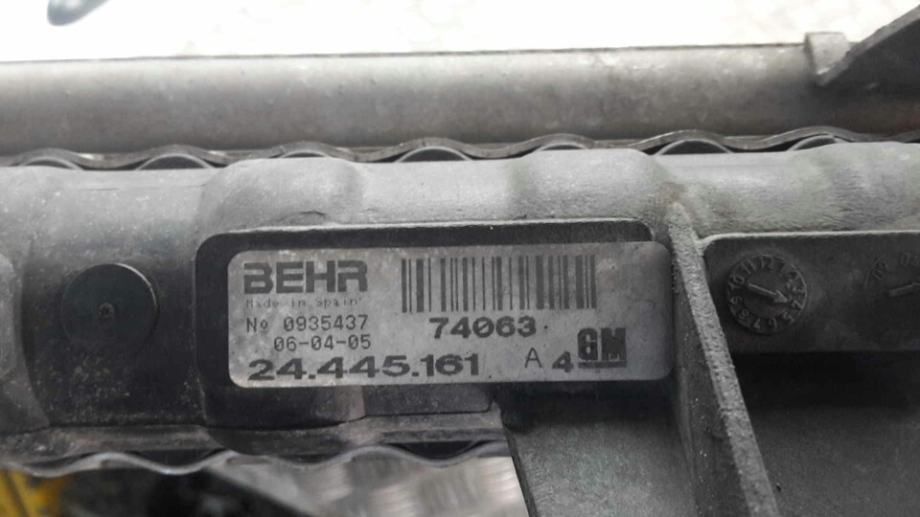 BEHR
Made in Spain
Nº 0935437
06-04-05
74063
24.445.161 A 4 GM